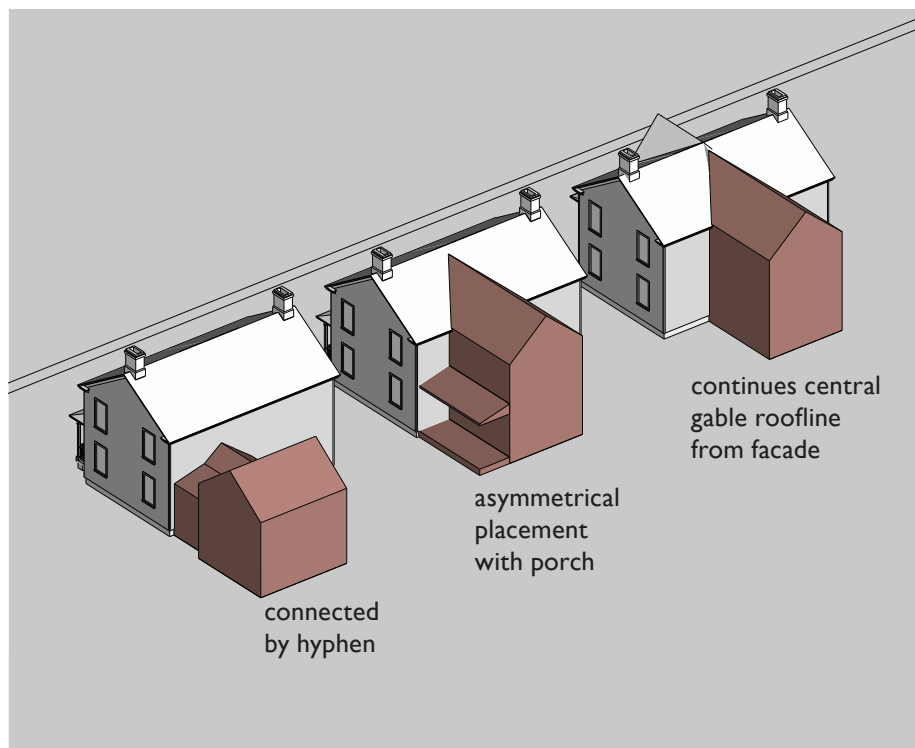 continues central
gable roofline
from facade
asymmetrical
placement
with porch
connected
by hyphen